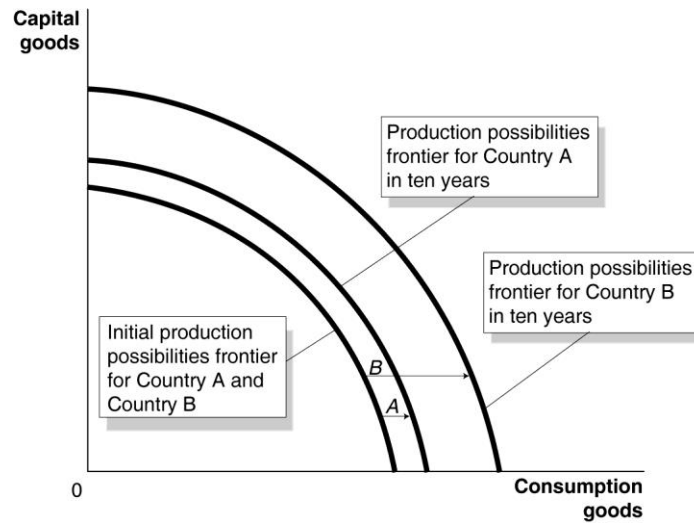 Capital
goods
Production possibilities
frontier for Country A
in ten years
Production possibilities
frontier for Country B
in ten years
Initial production
possibilities frontier
for Country A and
Country B
B
A
0
Consumption
goods